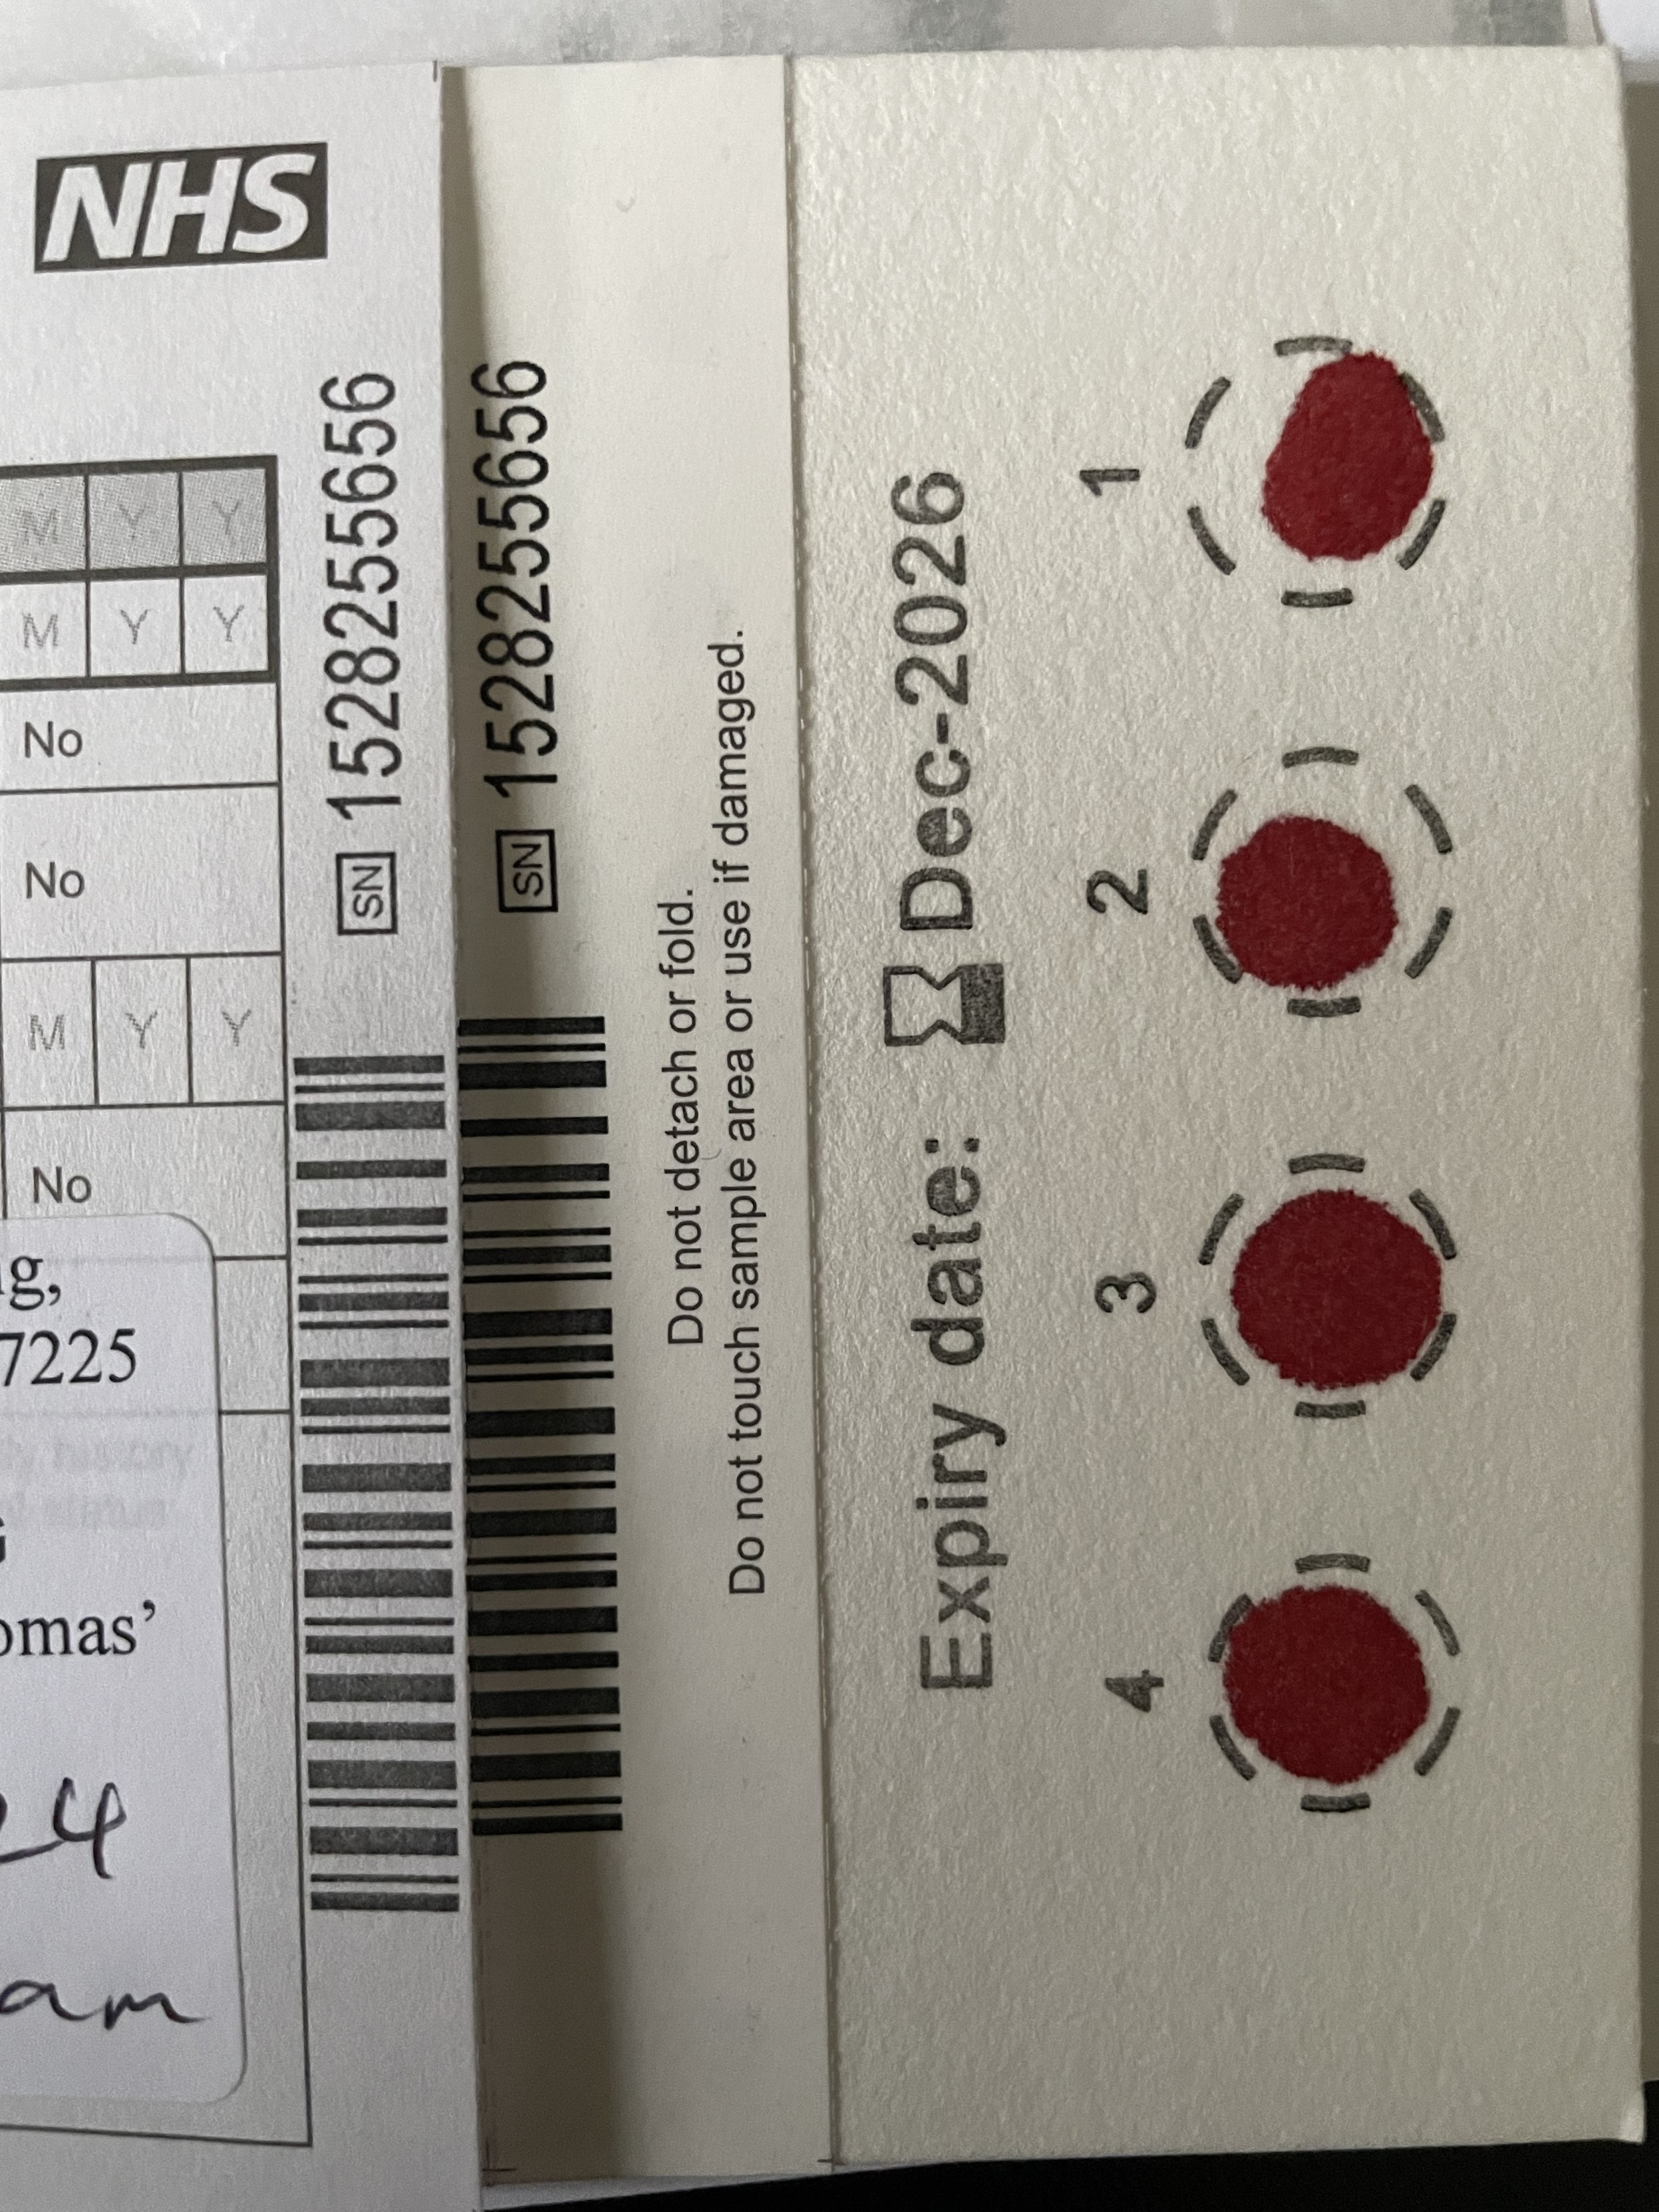 NHS
M Y Y
M Y Y
No
No
M Y Y
No
g,
7225
omas'
4
am
SN 1528255656
SN 1528255656
Do not detach or fold.
Do not touch sample area or use if damaged.
Expiry date: Dec-2026
1
2
3
4